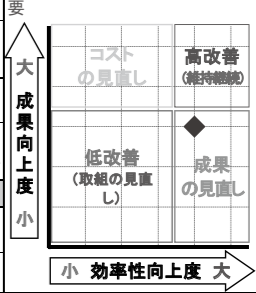 要
コスト
の見直し
高改善
(維持継続)
大
成
果
向
上
度
小
低改善
(取組の見直
し)
成果
の見直し
小 効率性向上度 大